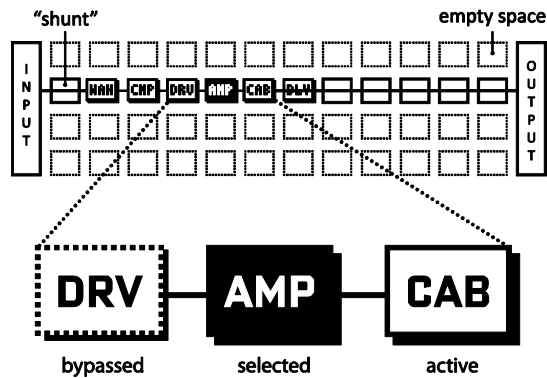 “shunt”
empty space
INPUT
WAH CMP DRV AMP CAB DLY
OUTPUT
DRV AMP CAB
bypassed selected active